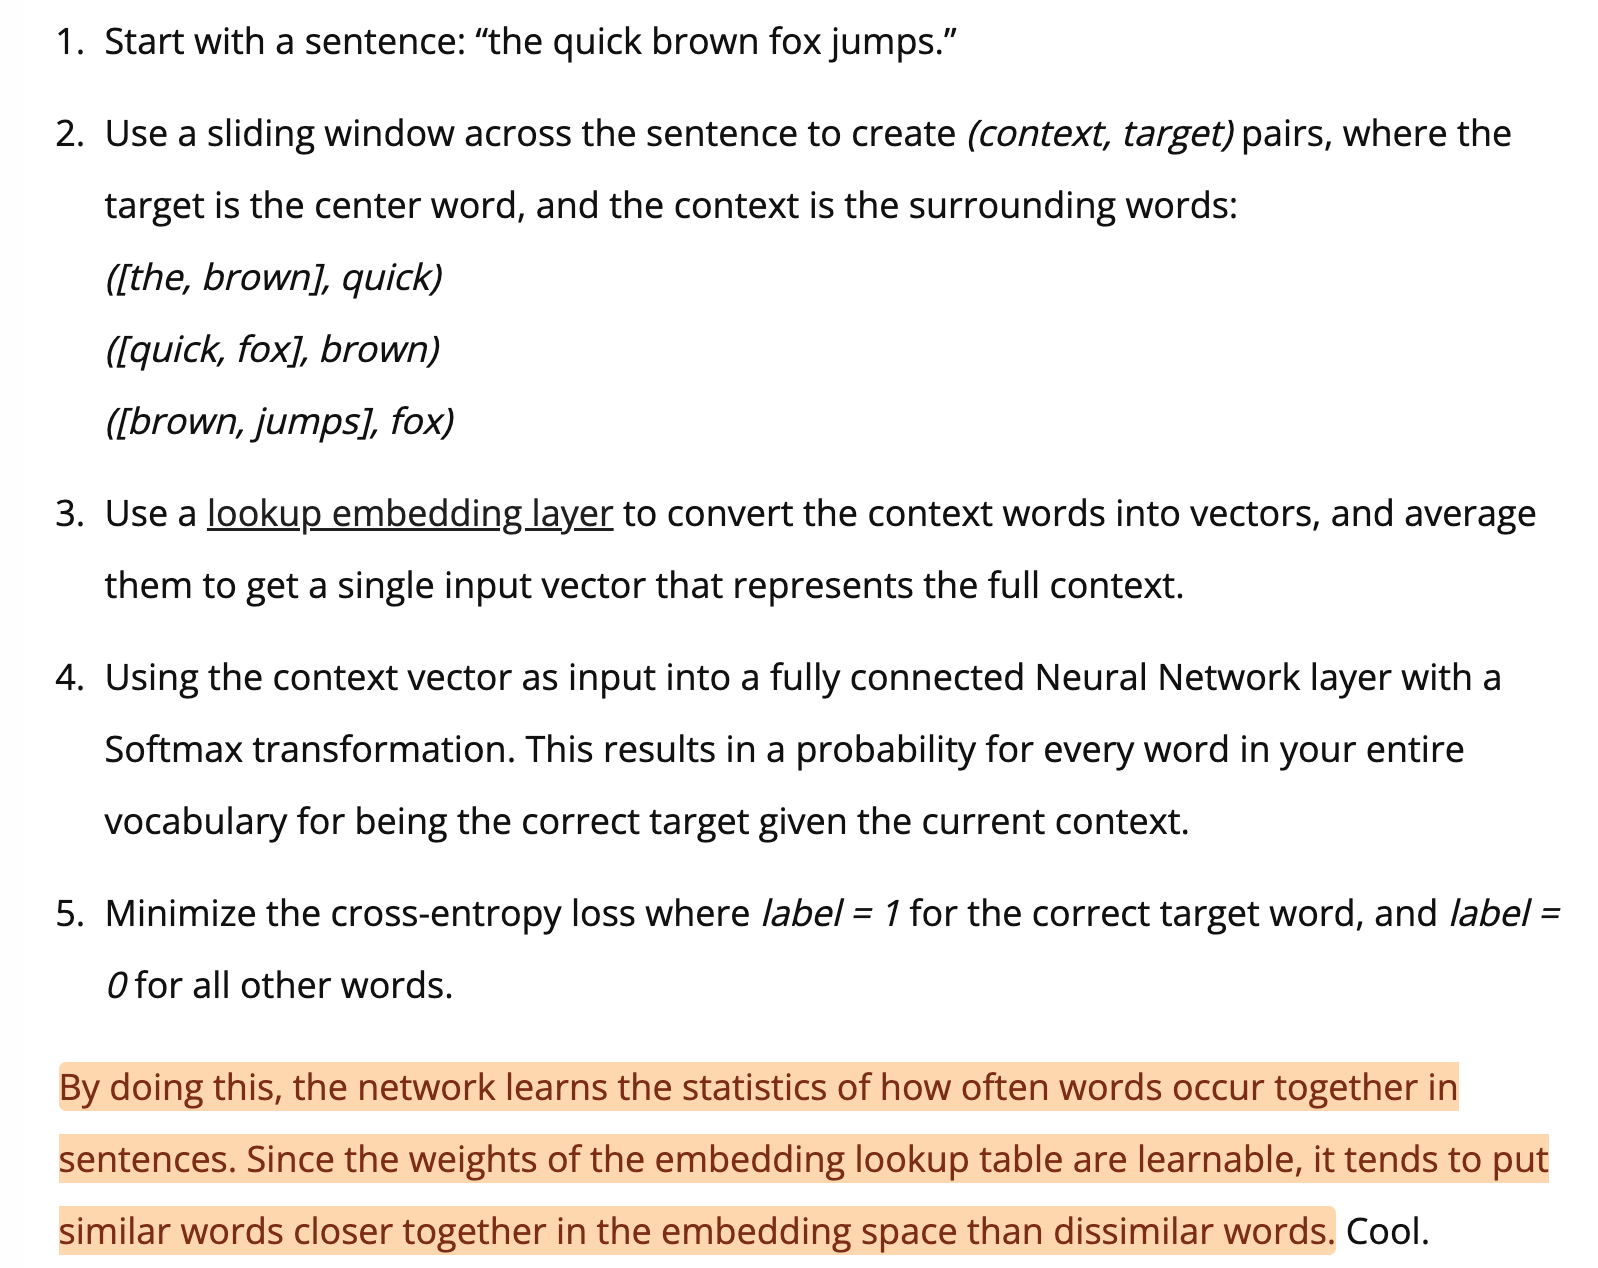 1. Start with a sentence: “the quick brown fox jumps.”
2. Use a sliding window across the sentence to create (context, target) pairs, where the
target is the center word, and the context is the surrounding words:
([the, brown], quick)
([quick, fox], brown)
([brown, jumps], fox)
3. Use a lookup embedding layer to convert the context words into vectors, and average
them to get a single input vector that represents the full context.
4. Using the context vector as input into a fully connected Neural Network layer with a
Softmax transformation. This results in a probability for every word in your entire
vocabulary for being the correct target given the current context.
5. Minimize the cross-entropy loss where label = 1 for the correct target word, and label =
0 for all other words.
By doing this, the network learns the statistics of how often words occur together in
sentences. Since the weights of the embedding lookup table are learnable, it tends to put
similar words closer together in the embedding space than dissimilar words. Cool.